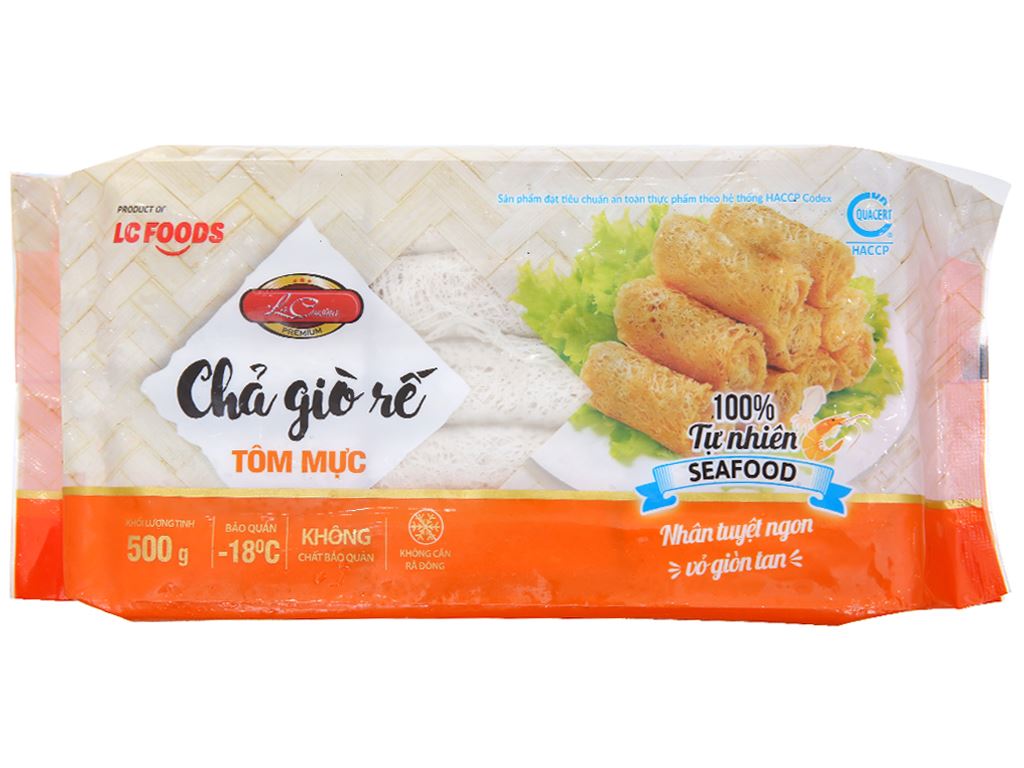 PRODUCT OF
LC FOODS
Sản phẩm đạt tiêu chuẩn an toàn thực phẩm theo hệ thống HACCP Codex
QUACERT
®
HACCP
PREMIUM
Chả giò rế
TÔM MỰC
100%
Tự nhiên
SEAFOOD
Nhân tuyệt ngon
vỏ giòn tan
KHỐI LƯỢNG TỊNH
500 g
BẢO QUẢN
-18°C
KHÔNG
CHẤT BẢO QUẢN
KHÔNG CẦN
RÃ ĐÔNG